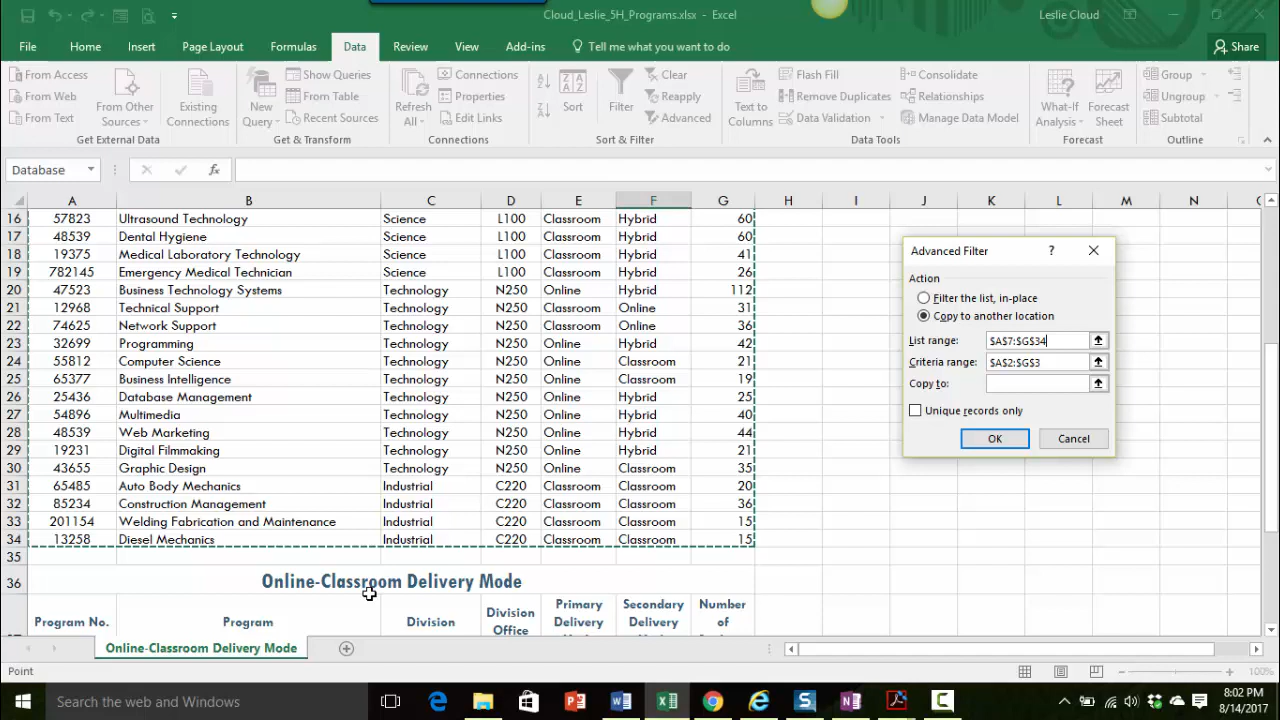 Cloud_Leslie_5H_Programs.xlsx - Excel
Leslie Cloud
File Home Insert Page Layout Formulas Data Review View Add-ins Tell me what you want to do Share
From Access
From Web
From Text
From Other Sources
Existing Connections
Get External Data
New Query
Show Queries
From Table
Recent Sources
Get & Transform
Refresh All
Connections
Properties
Edit Links
Connections
Sort
Filter
Clear
Reapply
Advanced
Sort & Filter
Text to Columns
Flash Fill
Remove Duplicates
Data Validation
Consolidate
Relationships
Manage Data Model
Data Tools
What-If Analysis
Forecast Sheet
Forecast
Group
Ungroup
Subtotal
Outline
Database
fx
A B C D E F G H I J K L M N
16 57823 Ultrasound Technology Science L100 Classroom Hybrid 60
17 48539 Dental Hygiene Science L100 Classroom Hybrid 60
18 19375 Medical Laboratory Technology Science L100 Classroom Hybrid 41
19 782145 Emergency Medical Technician Science L100 Classroom Hybrid 26
20 47523 Business Technology Systems Technology N250 Online Hybrid 112
21 12968 Technical Support Technology N250 Classroom Online 31
22 74625 Network Support Technology N250 Classroom Online 36
23 32699 Programming Technology N250 Online Hybrid 42
24 55812 Computer Science Technology N250 Online Classroom 21
25 65377 Business Intelligence Technology N250 Online Classroom 19
26 25436 Database Management Technology N250 Online Hybrid 25
27 54896 Multimedia Technology N250 Online Hybrid 40
28 48539 Web Marketing Technology N250 Online Hybrid 44
29 19231 Digital Filmmaking Technology N250 Online Hybrid 21
30 43655 Graphic Design Technology N250 Online Classroom 35
31 65485 Auto Body Mechanics Industrial C220 Classroom Classroom 20
32 85234 Construction Management Industrial C220 Classroom Classroom 36
33 201154 Welding Fabrication and Maintenance Industrial C220 Classroom Classroom 15
34 13258 Diesel Mechanics Industrial C220 Classroom Classroom 15
35
36 Online-Classroom Delivery Mode
Program No. Program Division
Division Office
Primary Delivery
Secondary Delivery
Number of
Advanced Filter ?
Action
Filter the list, in-place
Copy to another location
List range: $A$7:$G$34
Criteria range: $A$2:$G$3
Copy to:
Unique records only
OK Cancel
Online-Classroom Delivery Mode
Point 100%
Search the web and Windows
8:02 PM
8/14/2017